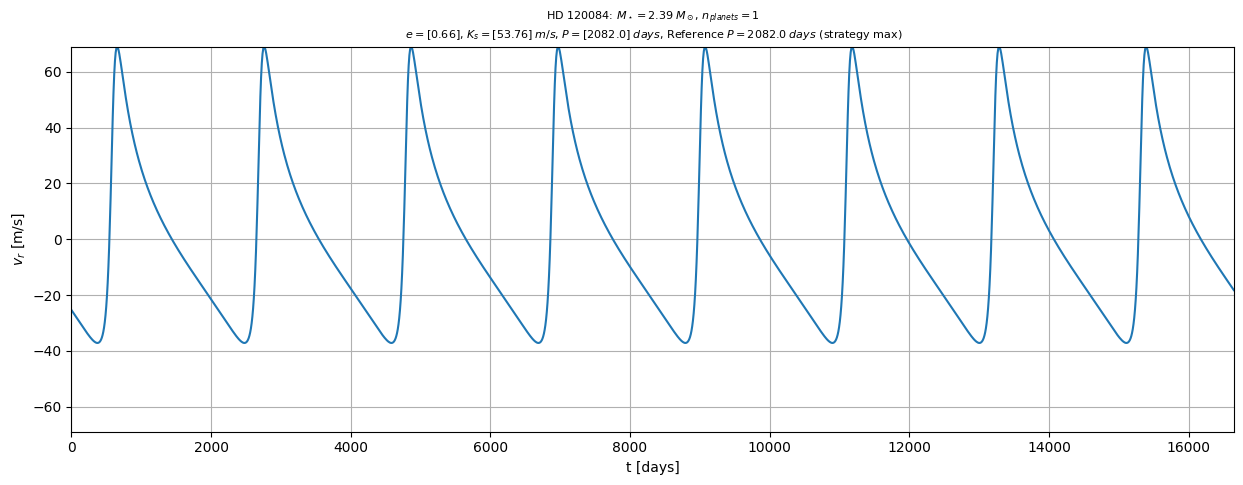 HD 120084: $M_\star = 2.39\ M_\odot$, $n_{planets} = 1$
$e = [0.66]$, $K_s = [53.76]\ m/s$, $P = [2082.0]\ days$, Reference $P = 2082.0\ days$ (strategy max)
60
40
20
0
−20
−40
−60
$v_r$ [m/s]
0 2000 4000 6000 8000 10000 12000 14000 16000
t [days]